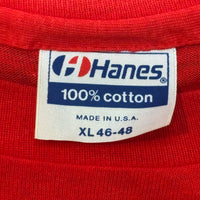 Hanes®
100% cotton
MADE IN U.S.A.
XL 46-48